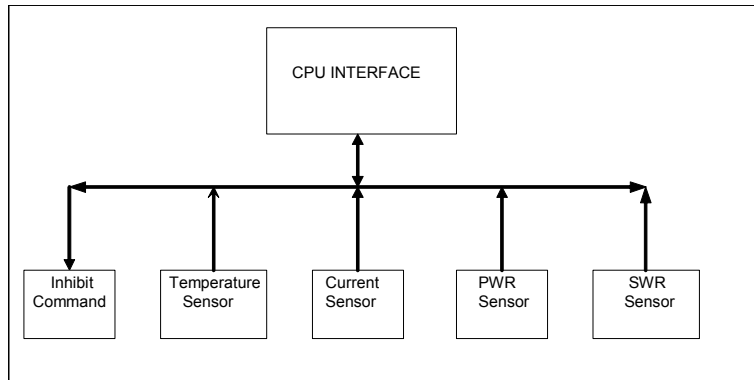 CPU INTERFACE
Inhibit
Command
Temperature
Sensor
Current
Sensor
PWR
Sensor
SWR
Sensor